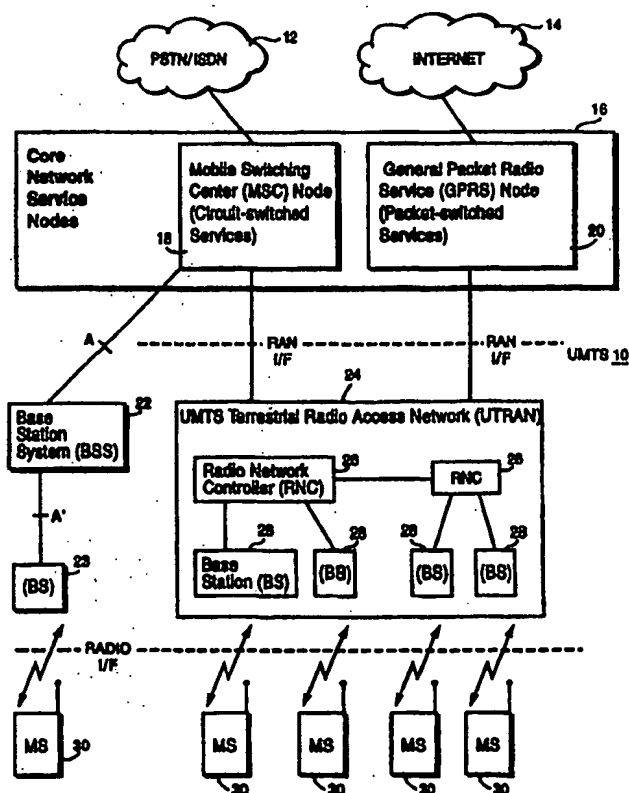 12
PSTN/ISDN
14
INTERNET
16
Core
Network
Service
Nodes
Mobile Switching
Center (MSC) Node
(Circuit-switched
Services)
18
General Packet Radio
Service (GPRS) Node
(Packet-switched
Services)
20
A
RAN
I/F
RAN
I/F
UMTS 10
22
Base
Station
System (BSS)
24
UMTS Terrestrial Radio Access Network (UTRAN)
Radio Network
Controller (RNC)
26
RNC
26
A'
(BS)
23
28
Base
Station (BS)
28
(BS)
28
(BS)
28
(BS)
RADIO
I/F
MS
30
MS
30
MS
30
MS
30
MS
30